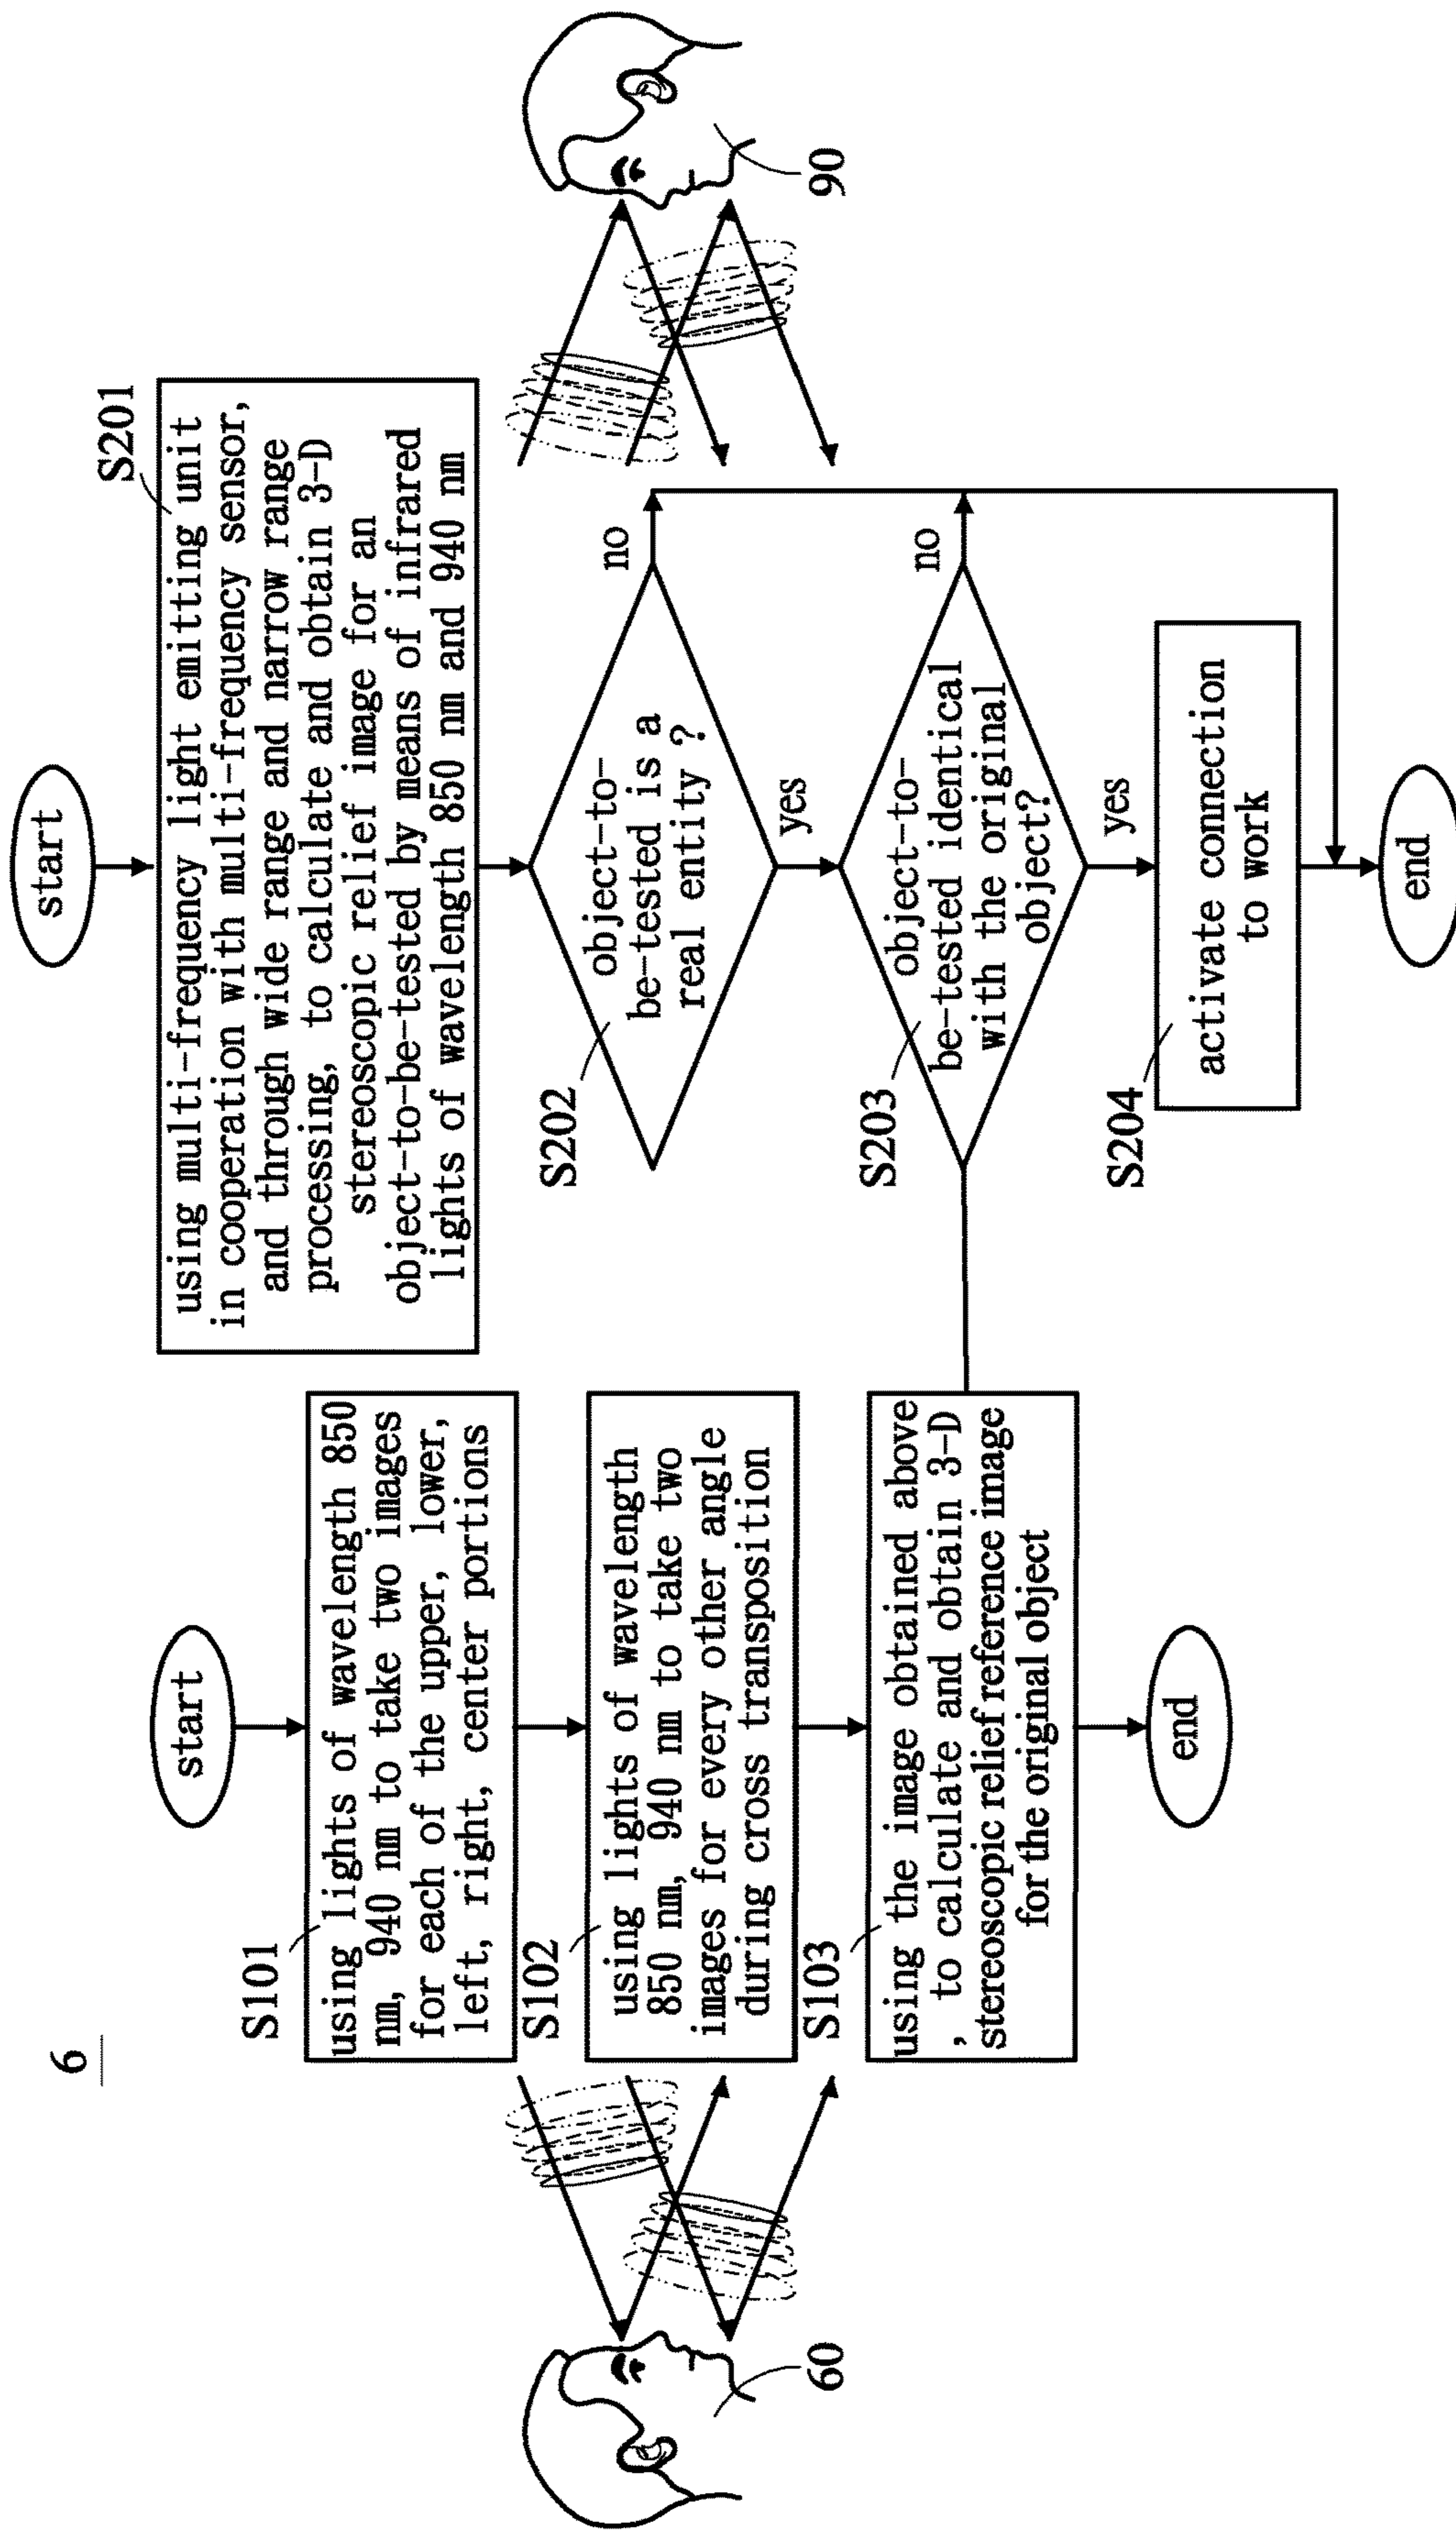 6
start
S101
using lights of wavelength 850
nm, 940 nm to take two images
for each of the upper, lower,
left, right, center portions
S102
using lights of wavelength
850 nm, 940 nm to take two
images for every other angle
during cross transposition
S103
using the image obtained above
, to calculate and obtain 3-D
stereoscopic relief reference image
for the original object
end
60
start
S201
using multi-frequency light emitting unit
in cooperation with multi-frequency sensor,
and through wide range and narrow range
processing, to calculate and obtain 3-D
stereoscopic relief image for an
object-to-be-tested by means of infrared
lights of wavelength 850 nm and 940 nm
S202
object-to-
be-tested is a
real entity ?
no
yes
S203
object-to-
be-tested identical
with the original
object?
no
yes
S204
activate connection
to work
end
90